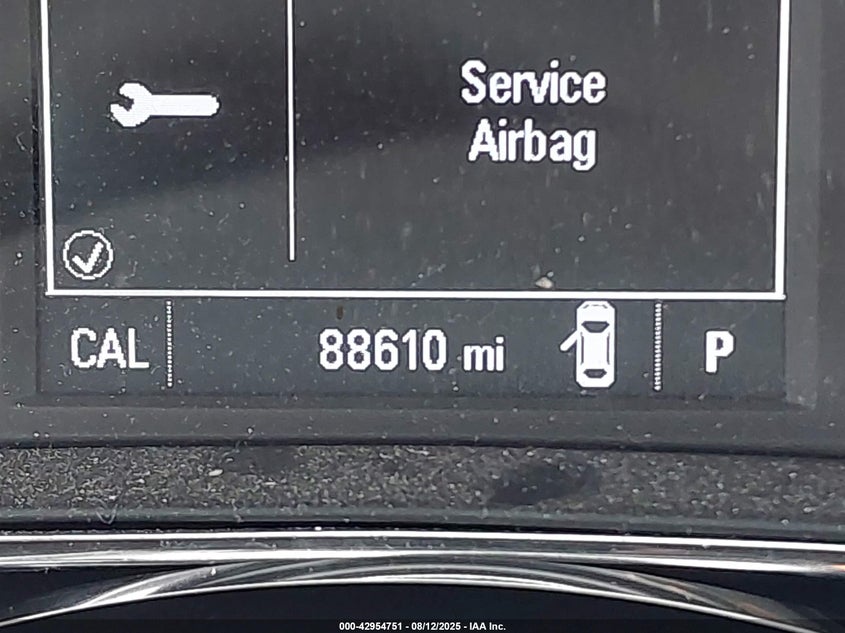 Service
Airbag
CAL 88610 mi P
000-42954751 - 08/12/2025 - IAA Inc.